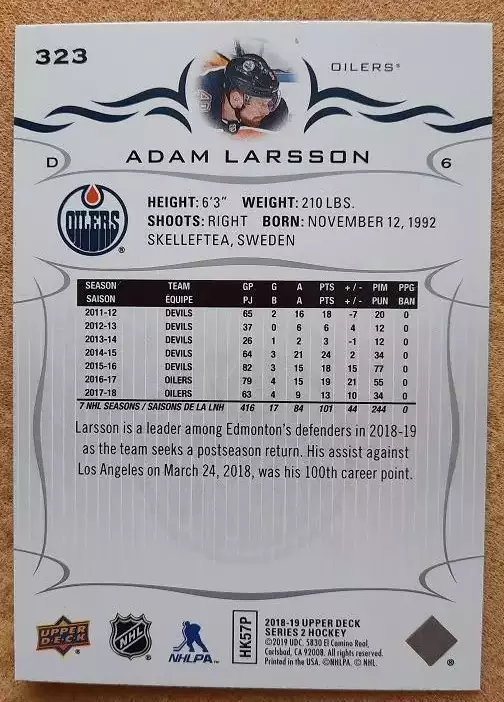 323
OILERS®
D ADAM LARSSON 6
OILERS ®
HEIGHT: 6'3" WEIGHT: 210 LBS.
SHOOTS: RIGHT BORN: NOVEMBER 12, 1992
SKELLEFTEA, SWEDEN
SEASON TEAM GP G A PTS + / - PIM PPG
SAISON ÉQUIPE PJ B A PTS + / - PUN BAN
2011-12 DEVILS 65 2 16 18 -7 20 0
2012-13 DEVILS 37 0 6 6 4 12 0
2013-14 DEVILS 26 1 2 3 -1 12 0
2014-15 DEVILS 64 3 21 24 2 34 0
2015-16 DEVILS 82 3 15 18 15 77 0
2016-17 OILERS 79 4 15 19 21 55 0
2017-18 OILERS 63 4 9 13 10 34 0
7 NHL SEASONS / SAISONS DE LA LNH 416 17 84 101 44 244 0
Larsson is a leader among Edmonton's defenders in 2018-19
as the team seeks a postseason return. His assist against
Los Angeles on March 24, 2018, was his 100th career point.
UPPER DECK ®
NHL
NHLPA
HK57P
2018-19 UPPER DECK
SERIES 2 HOCKEY
©2019 UDC. 5830 El Camino Real,
Carlsbad, CA 92008. All rights reserved.
Printed in the USA. ©NHLPA. © NHL.
®